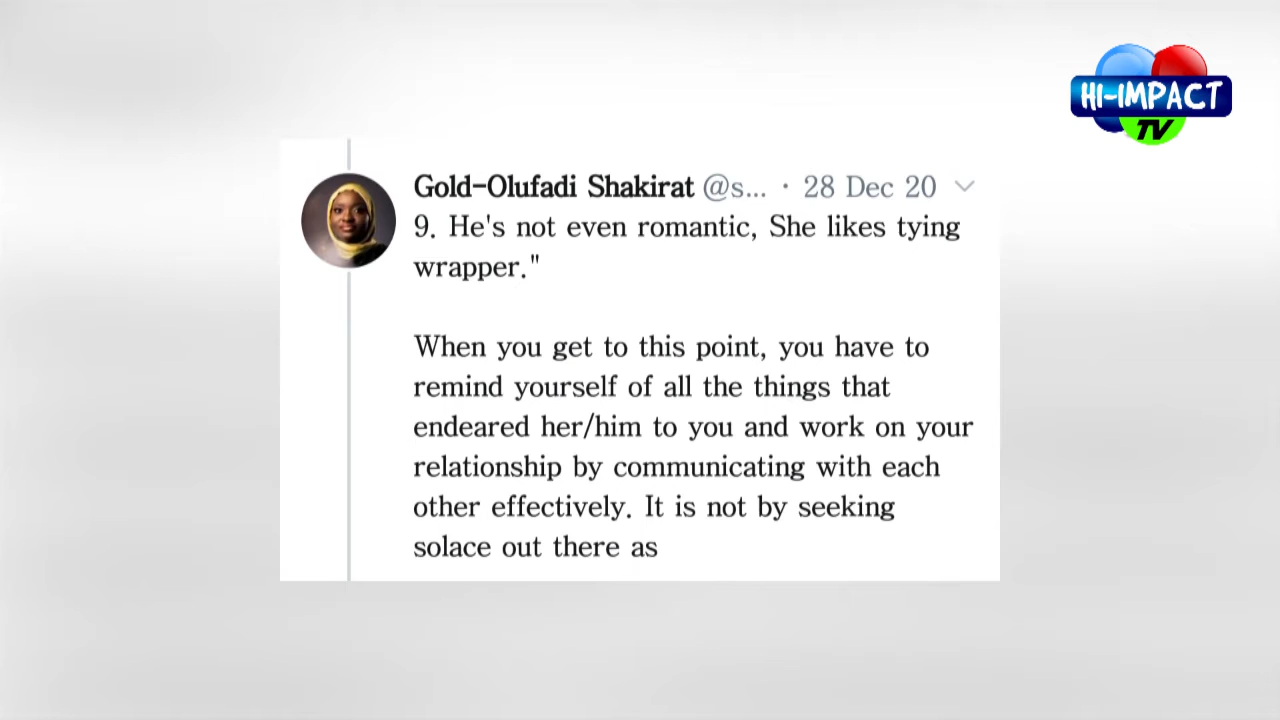 HI-IMPACT
TV
Gold-Olufadi Shakirat @s... · 28 Dec 20
9. He's not even romantic, She likes tying
wrapper."
When you get to this point, you have to
remind yourself of all the things that
endeared her/him to you and work on your
relationship by communicating with each
other effectively. It is not by seeking
solace out there as